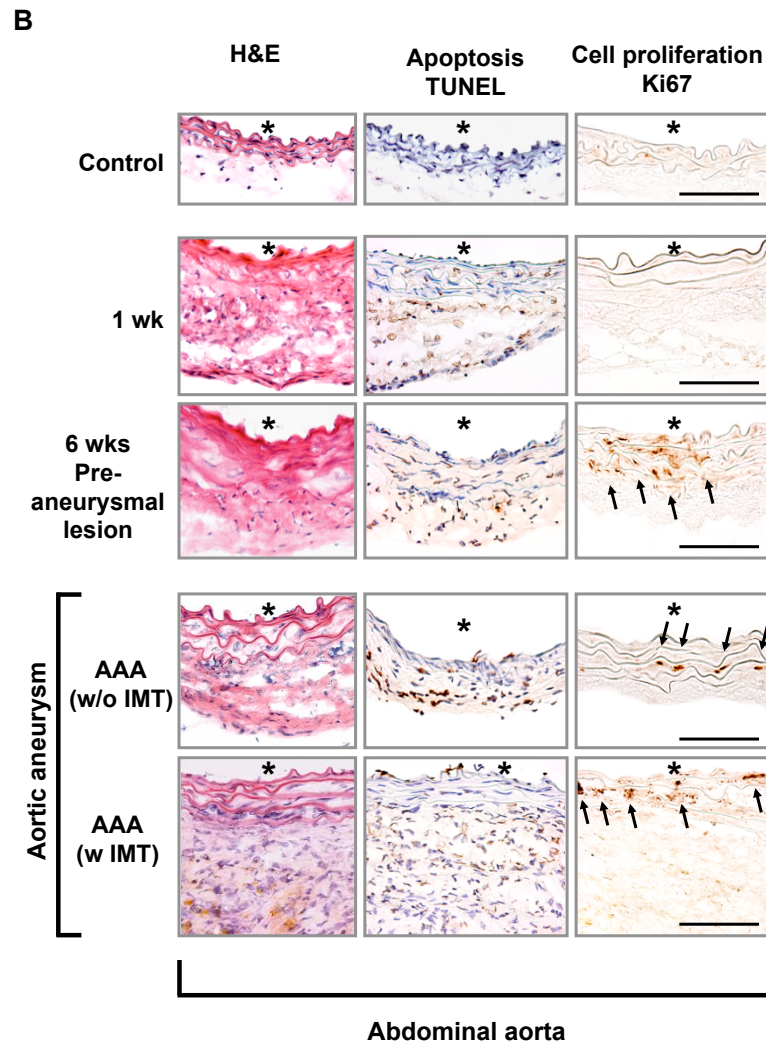 B
H&E
Apoptosis
TUNEL
Cell proliferation
Ki67
Control
*
*
*
1 wk
*
*
*
6 wks
Pre-
aneurysmal
lesion
*
*
*
Aortic aneurysm
AAA
(w/o IMT)
*
*
*
AAA
(w IMT)
*
*
*
Abdominal aorta